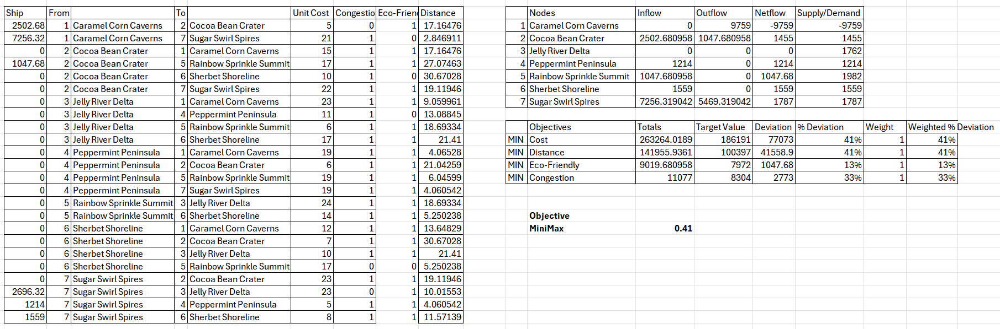 Ship From To Unit Cost Congestio Eco-Frien Distance
2502.68 1 Caramel Corn Caverns 2 Cocoa Bean Crater 5 0 1 17.16476
7256.32 1 Caramel Corn Caverns 7 Sugar Swirl Spires 21 1 0 2.846911
0 2 Cocoa Bean Crater 1 Caramel Corn Caverns 15 1 1 17.16476
1047.68 2 Cocoa Bean Crater 5 Rainbow Sprinkle Summit 17 1 1 27.07463
0 2 Cocoa Bean Crater 6 Sherbet Shoreline 10 1 0 30.67028
0 2 Cocoa Bean Crater 7 Sugar Swirl Spires 22 1 1 19.11946
0 3 Jelly River Delta 1 Caramel Corn Caverns 23 1 1 9.059961
0 3 Jelly River Delta 4 Peppermint Peninsula 11 1 0 13.08845
0 3 Jelly River Delta 5 Rainbow Sprinkle Summit 6 1 1 18.69334
0 3 Jelly River Delta 6 Sherbet Shoreline 17 1 1 21.41
0 4 Peppermint Peninsula 1 Caramel Corn Caverns 19 1 1 4.06528
0 4 Peppermint Peninsula 2 Cocoa Bean Crater 6 1 1 21.04259
0 4 Peppermint Peninsula 5 Rainbow Sprinkle Summit 19 1 1 6.04599
0 4 Peppermint Peninsula 7 Sugar Swirl Spires 19 1 1 4.060542
0 5 Rainbow Sprinkle Summit 3 Jelly River Delta 24 1 1 18.69334
0 5 Rainbow Sprinkle Summit 6 Sherbet Shoreline 14 1 1 5.250238
0 6 Sherbet Shoreline 1 Caramel Corn Caverns 12 1 1 13.64829
0 6 Sherbet Shoreline 2 Cocoa Bean Crater 7 1 1 30.67028
0 6 Sherbet Shoreline 3 Jelly River Delta 10 1 1 21.41
0 6 Sherbet Shoreline 5 Rainbow Sprinkle Summit 17 0 0 5.250238
0 7 Sugar Swirl Spires 2 Cocoa Bean Crater 23 1 1 19.11946
2696.32 7 Sugar Swirl Spires 3 Jelly River Delta 23 0 1 10.01553
1214 7 Sugar Swirl Spires 4 Peppermint Peninsula 5 1 1 4.060542
1559 7 Sugar Swirl Spires 6 Sherbet Shoreline 8 1 1 11.57139
Nodes Inflow Outflow Netflow Supply/Demand
1 Caramel Corn Caverns 0 9759 -9759 -9759
2 Cocoa Bean Crater 2502.680958 1047.680958 1455 1455
3 Jelly River Delta 0 0 0 1762
4 Peppermint Peninsula 1214 0 1214 1214
5 Rainbow Sprinkle Summit 1047.680958 0 1047.68 1982
6 Sherbet Shoreline 1559 0 1559 1559
7 Sugar Swirl Spires 7256.319042 5469.319042 1787 1787
Objectives Totals Target Value Deviation % Deviation Weight Weighted % Deviation
MIN Cost 263264.0189 186191 77073 41% 1 41%
MIN Distance 141955.9361 100397 41558.9 41% 1 41%
MIN Eco-Friendly 9019.680958 7972 1047.68 13% 1 13%
MIN Congestion 11077 8304 2773 33% 1 33%
Objective
MiniMax 0.41